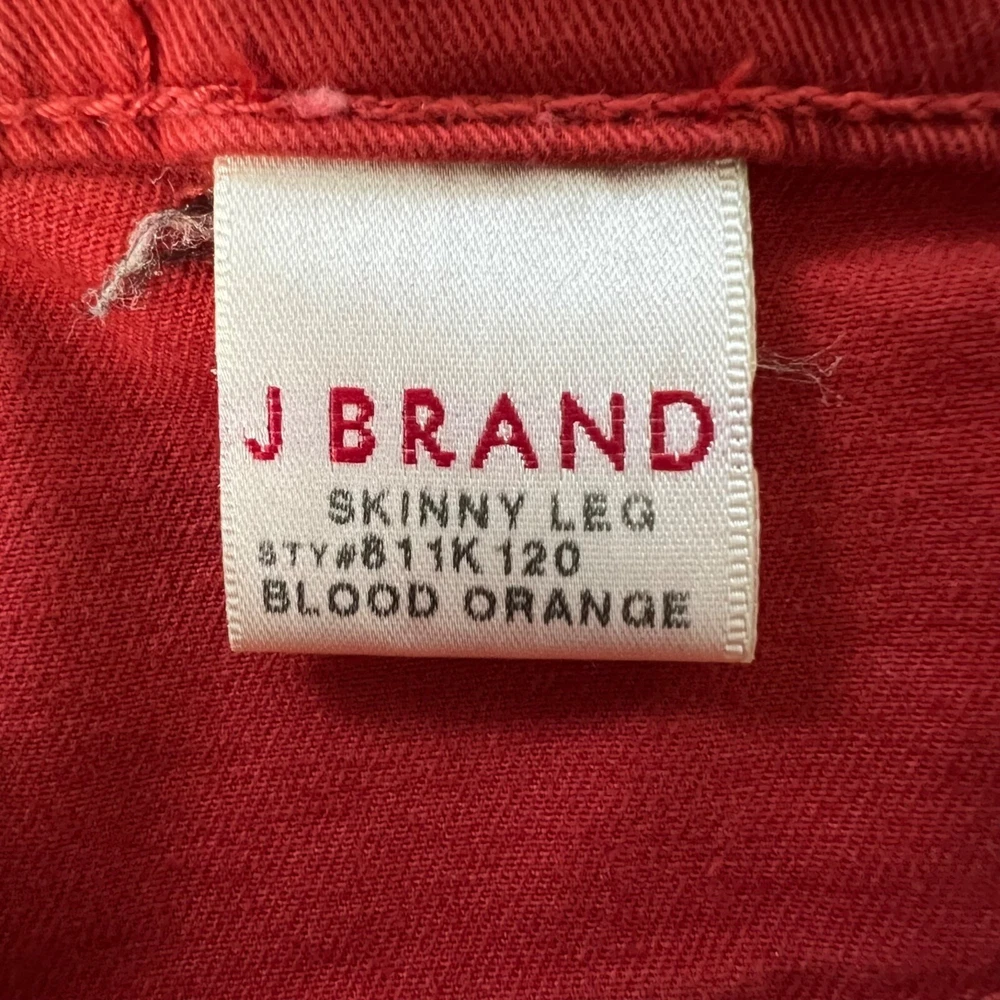 J BRAND
SKINNY LEG
STY#811K120
BLOOD ORANGE